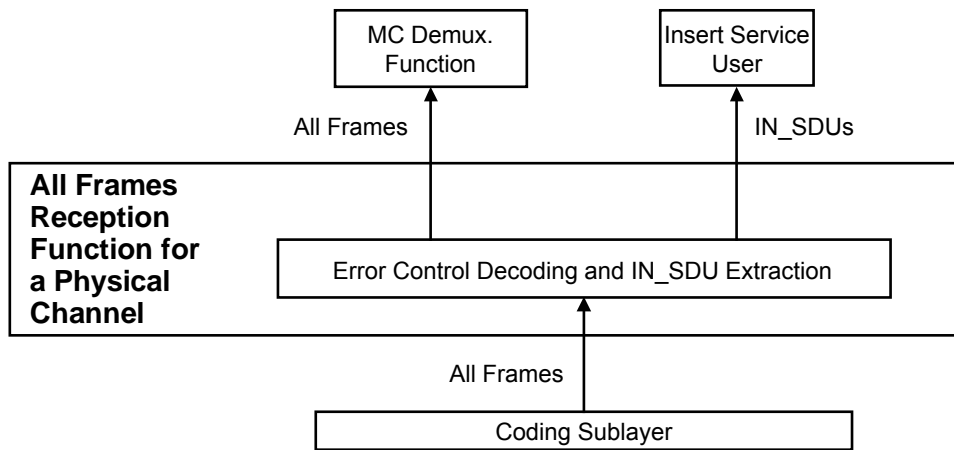 MC Demux.
Function
Insert Service
User
All Frames
IN_SDUs
All Frames
Reception
Function for
a Physical
Channel
Error Control Decoding and IN_SDU Extraction
All Frames
Coding Sublayer